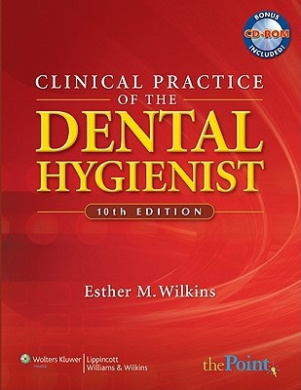 BONUS
CD-ROM
INCLUDED!
CLINICAL PRACTICE
OF THE
DENTAL
HYGIENIST
10th EDITION
Esther M. Wilkins
Wolters Kluwer
Health
Lippincott
Williams & Wilkins
thePoint